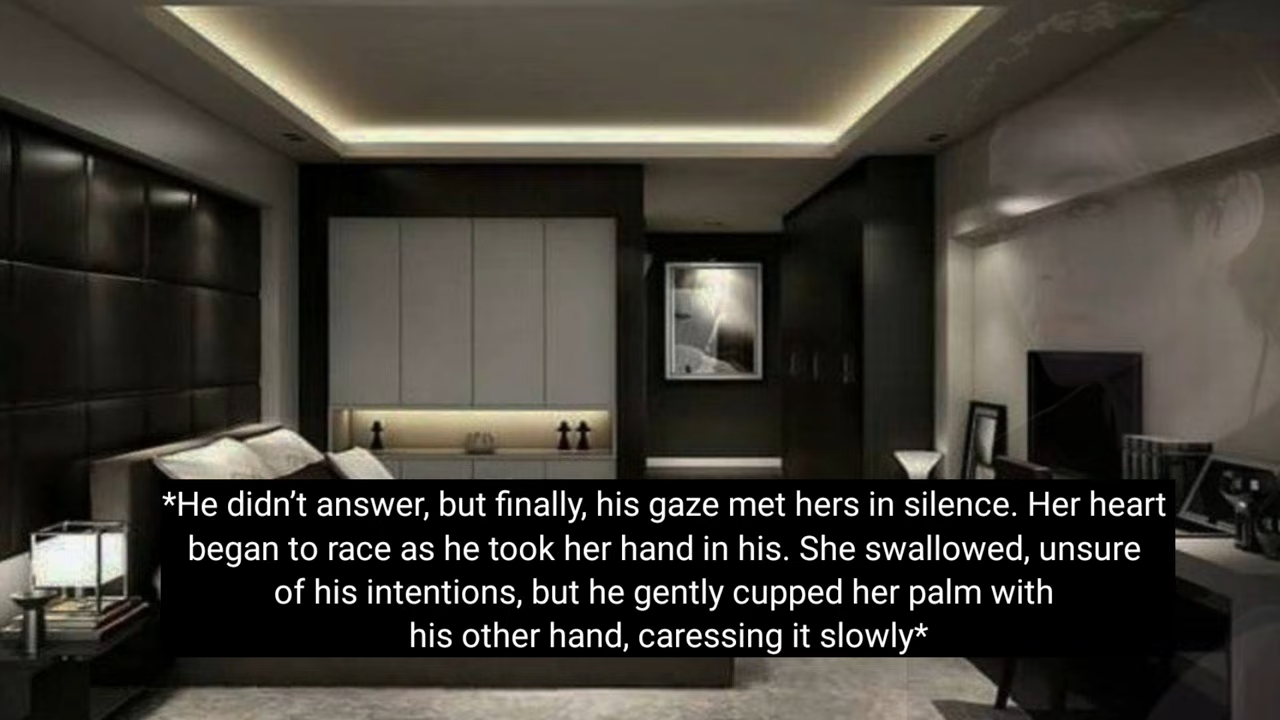 *He didn’t answer, but finally, his gaze met hers in silence. Her heart
began to race as he took her hand in his. She swallowed, unsure
of his intentions, but he gently cupped her palm with
his other hand, caressing it slowly*